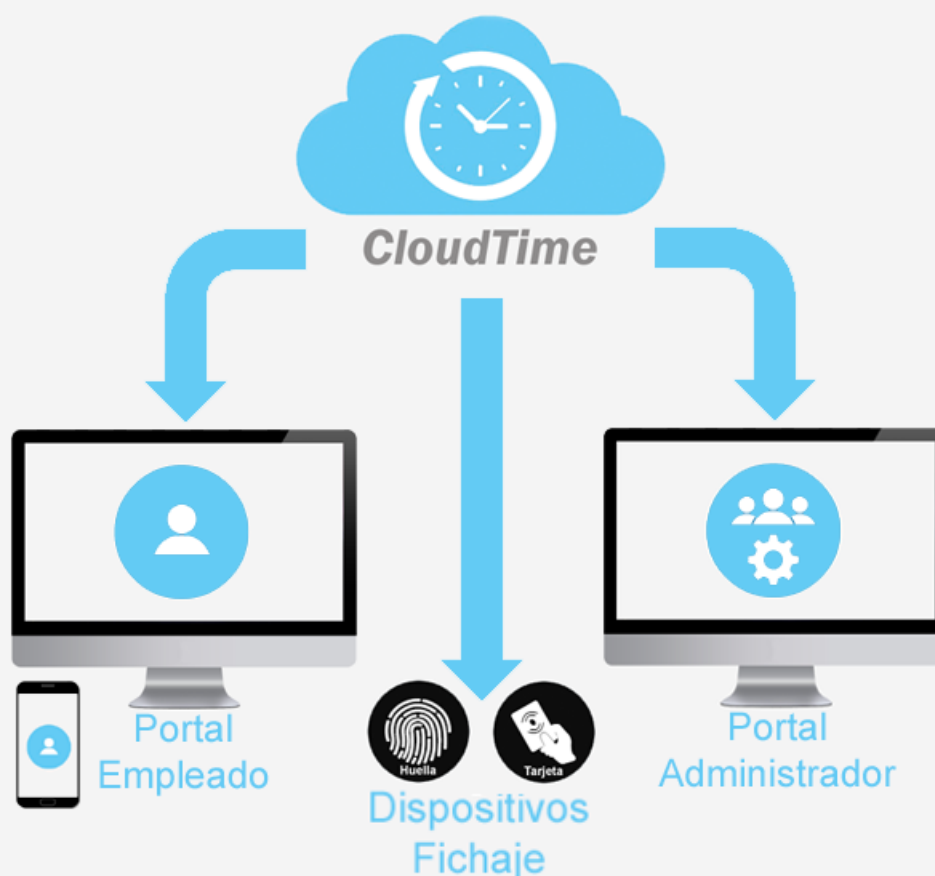 CloudTime
Portal
Empleado
Huella
Tarjeta
Dispositivos
Fichaje
Portal
Administrador